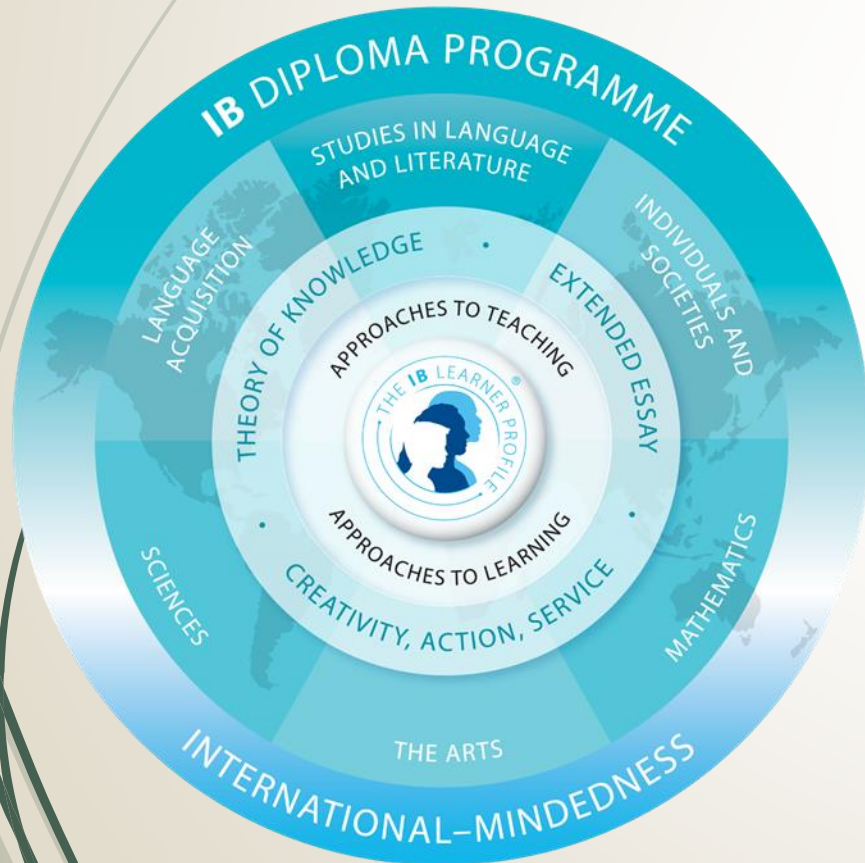 IB DIPLOMA PROGRAMME
STUDIES IN LANGUAGE
AND LITERATURE
LANGUAGE
ACQUISITION
INDIVIDUALS AND
SOCIETIES
THEORY OF KNOWLEDGE •
EXTENDED ESSAY •
APPROACHES TO TEACHING
THE IB LEARNER PROFILE ®
APPROACHES TO LEARNING
CREATIVITY, ACTION, SERVICE •
SCIENCES
MATHEMATICS
THE ARTS
INTERNATIONAL–MINDEDNESS